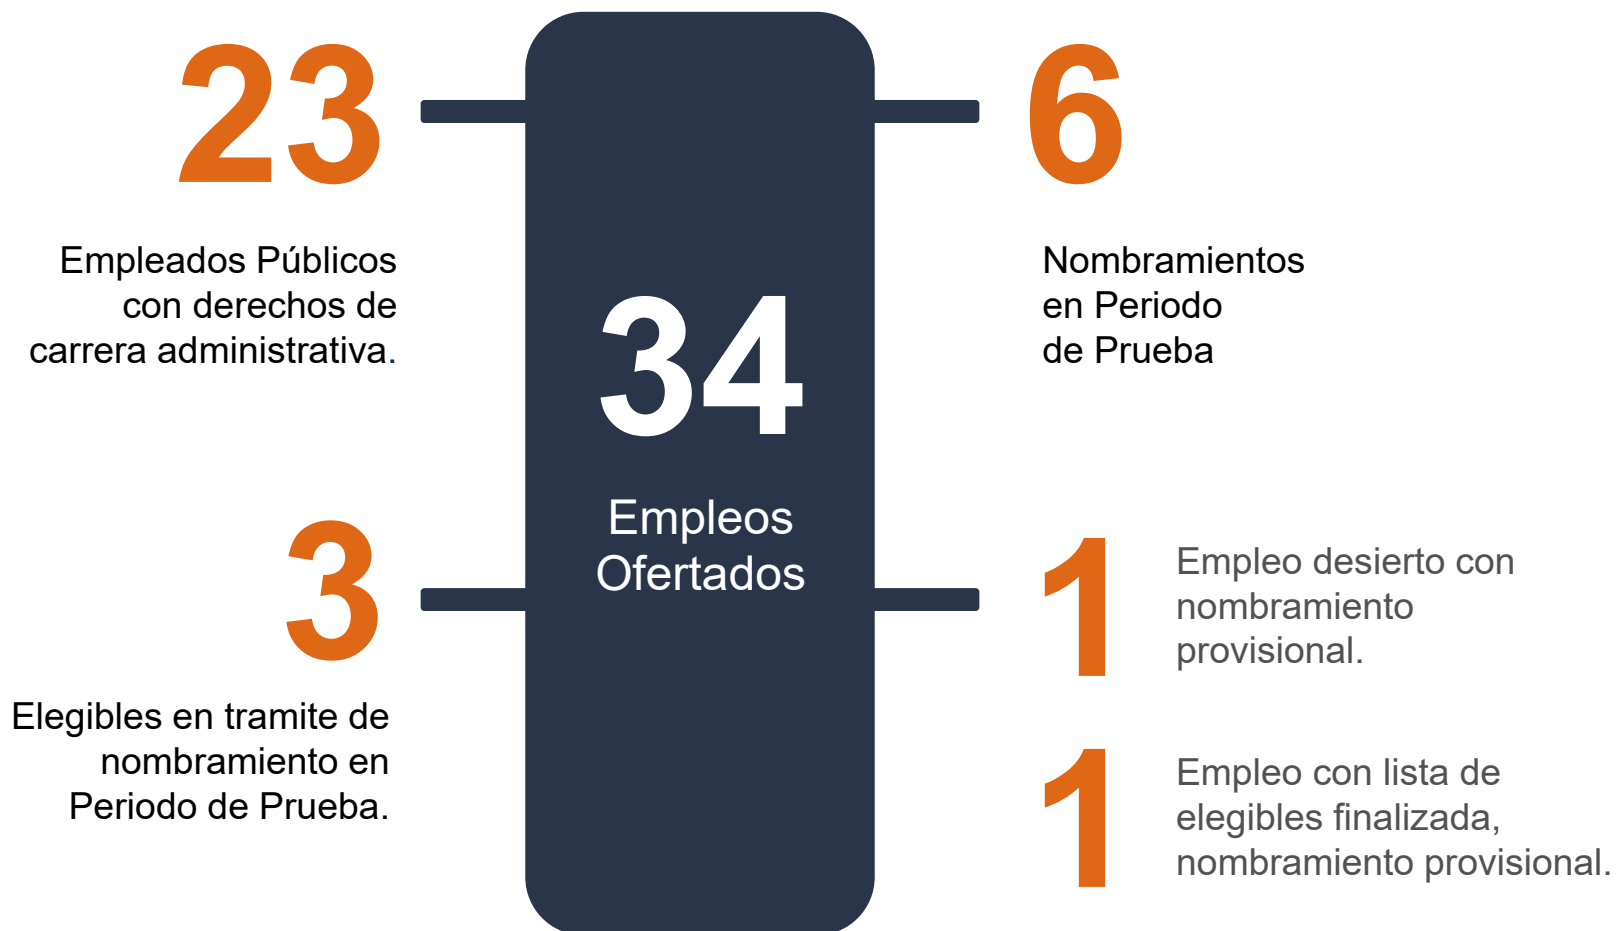 23
Empleados Públicos
con derechos de
carrera administrativa.
3
Elegibles en tramite de
nombramiento en
Periodo de Prueba.
34
Empleos
Ofertados
6
Nombramientos
en Periodo
de Prueba
1
Empleo desierto con
nombramiento
provisional.
1
Empleo con lista de
elegibles finalizada,
nombramiento provisional.